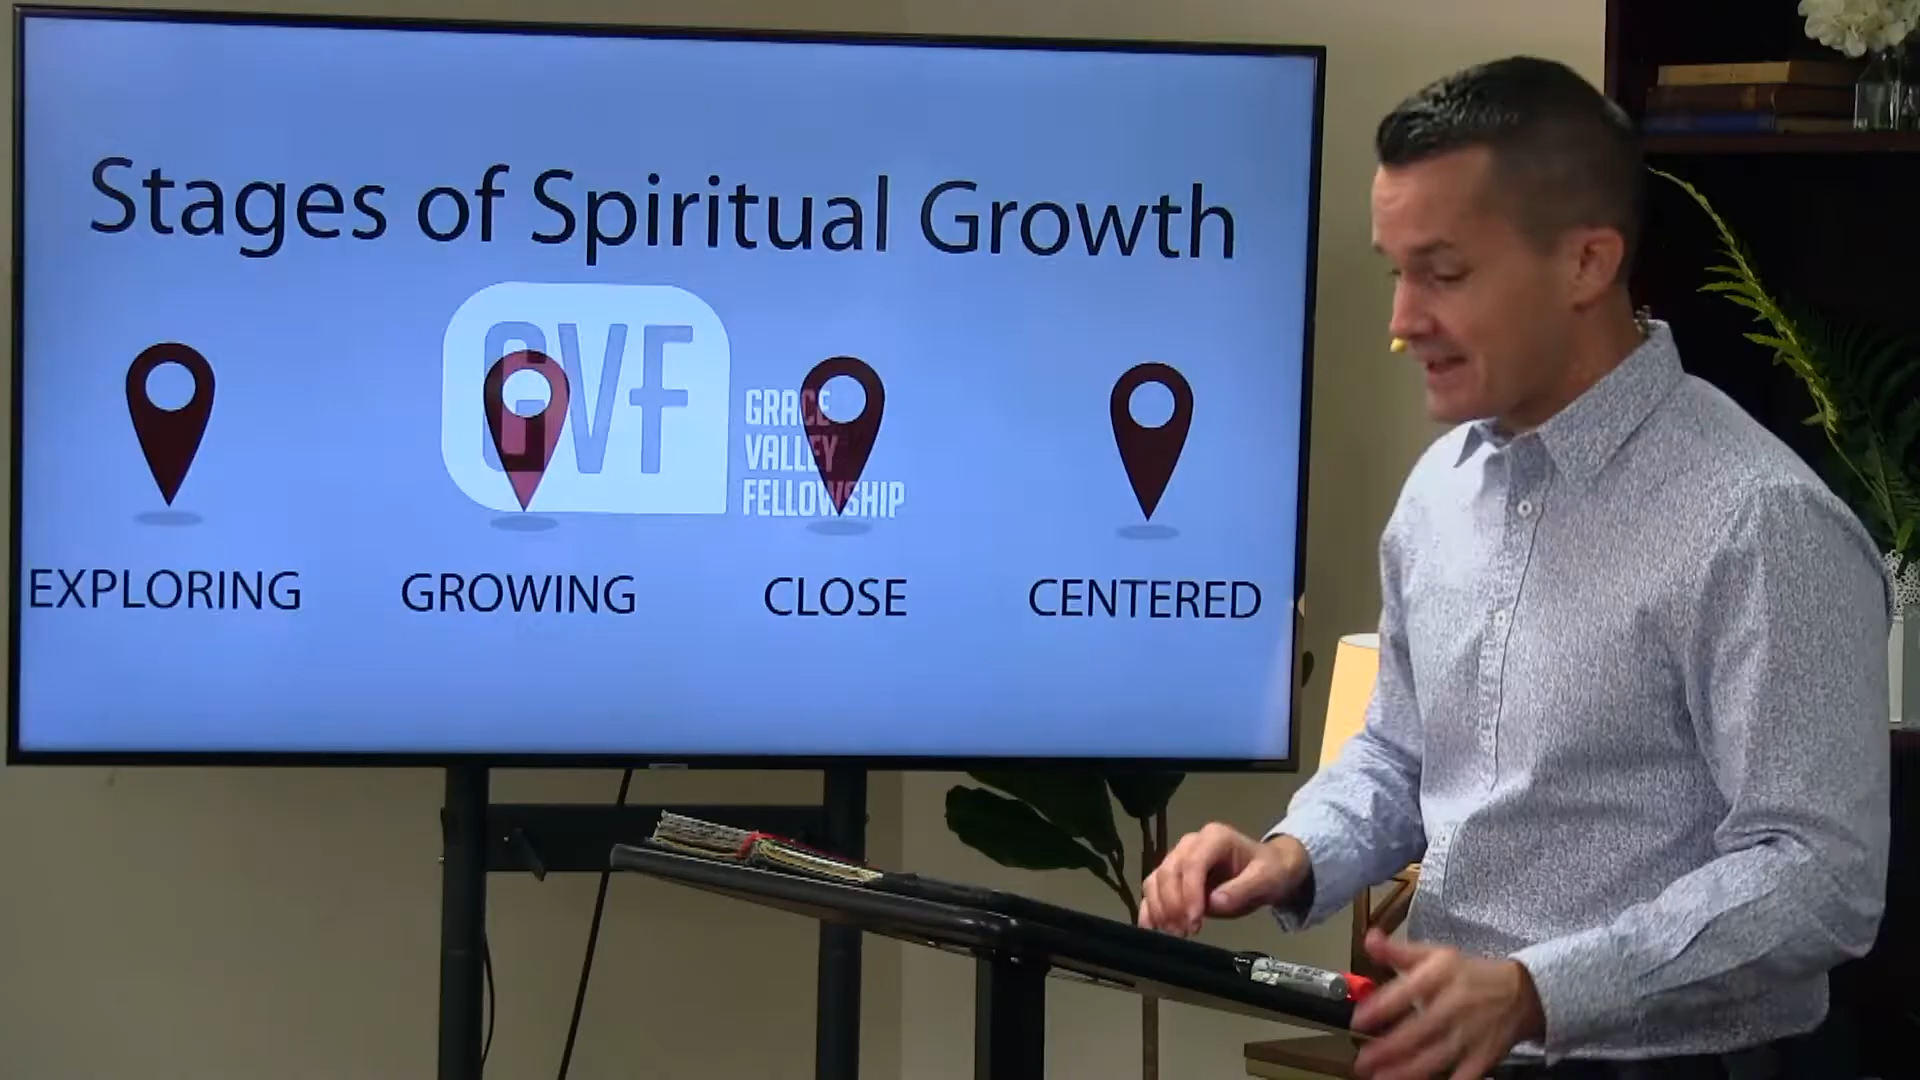 Stages of Spiritual Growth
GVF
GRACE
VALLEY
FELLOWSHIP
EXPLORING
GROWING
CLOSE
CENTERED